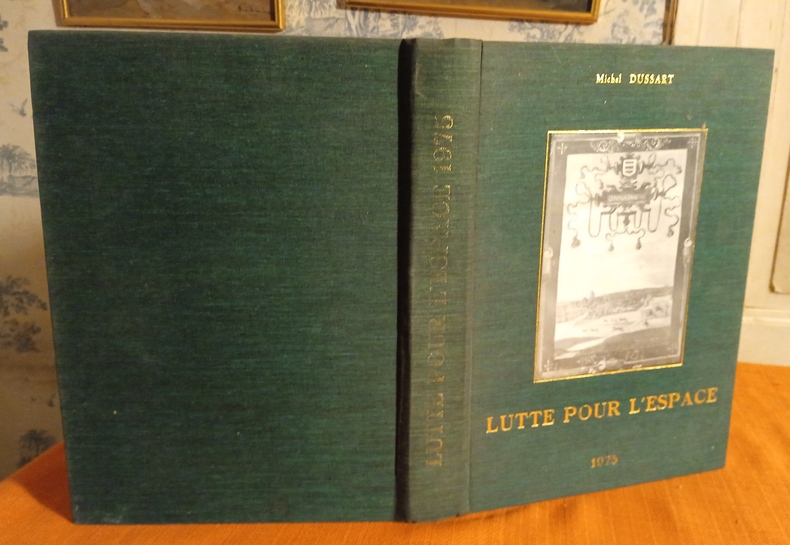 LUTTE POUR L'ESPACE 1975
Michel DUSSART
LUTTE POUR L'ESPACE
1975